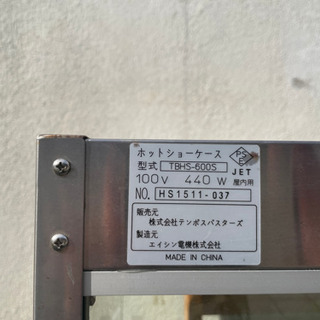 ホットショーケース
型式 TBHS-600S
100V 440W 屋内用
NO. HS1511-037
PS E
JET
販売元
株式会社テンポスバスターズ
製造元
エイシン電機株式会社
MADE IN CHINA